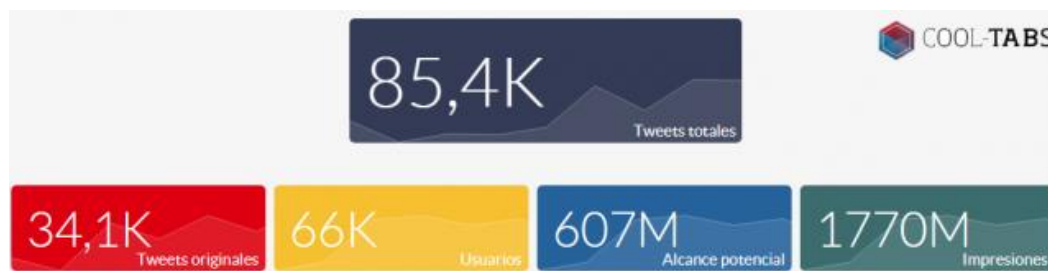 COOL-TABS
85,4K
Tweets totales
34,1K
Tweets originales
66K
Usuarios
607M
Alcance potencial
1770M
Impresiones